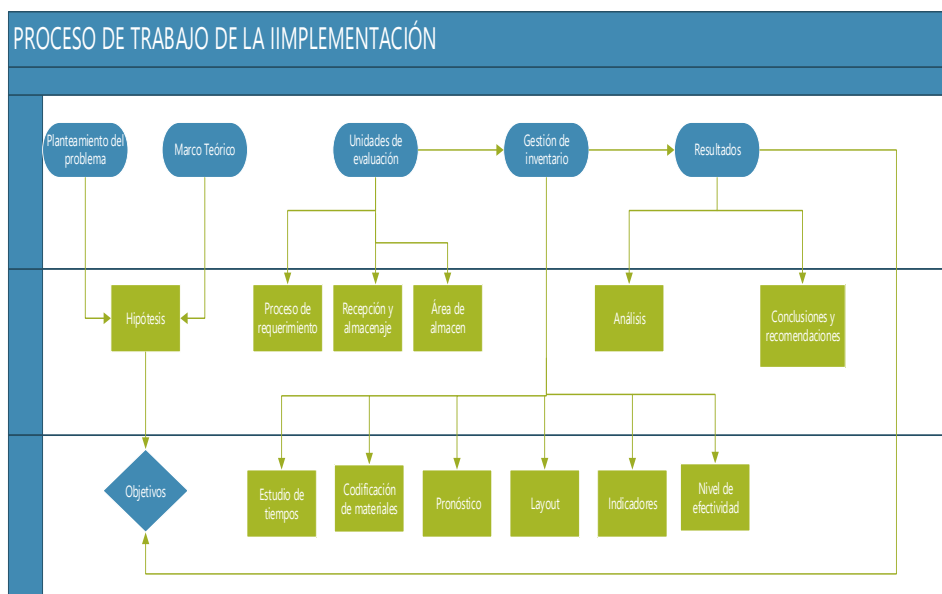 PROCESO DE TRABAJO DE LA IIMPLEMENTACIÓN
Planteamiento del
problema
Marco Teórico
Unidades de
evaluación
Gestión de
inventario
Resultados
Hipótesis
Proceso de
requerimiento
Recepción y
almacenaje
Área de
almacen
Análisis
Conclusiones y
recomendaciones
Objetivos
Estudio de
tiempos
Codificación
de materiales
Pronóstico
Layout
Indicadores
Nivel de
efectividad